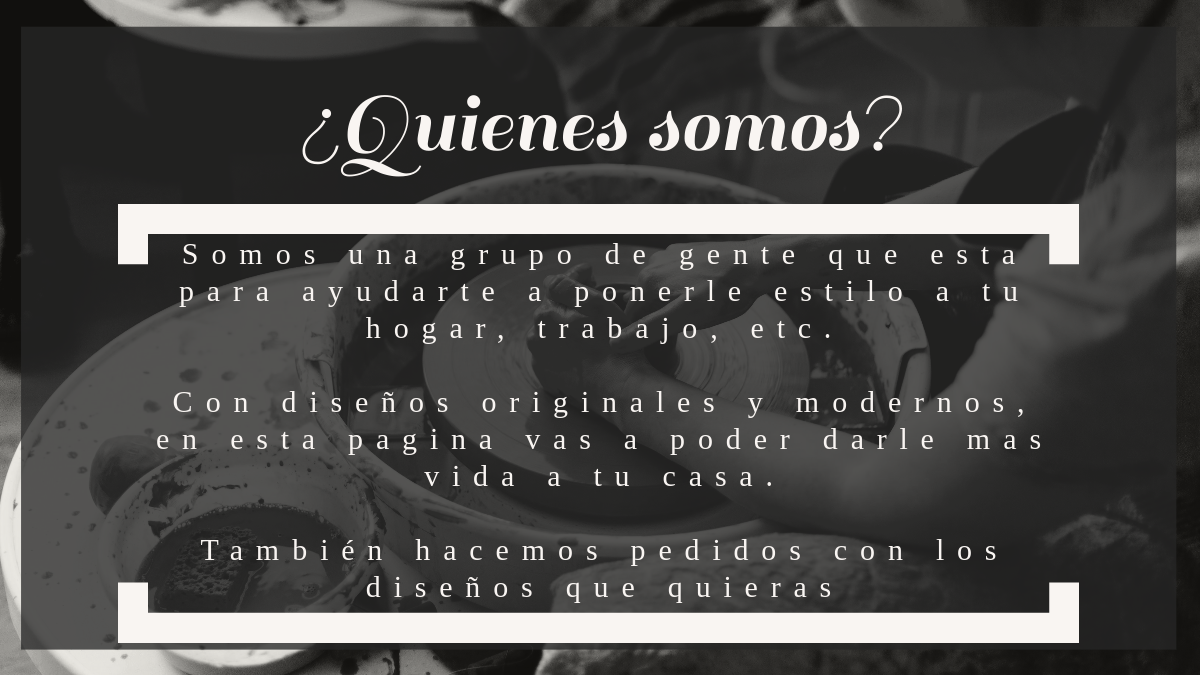 ¿Quienes somos?
Somos una grupo de gente que esta
para ayudarte a ponerle estilo a tu
hogar, trabajo, etc.
Con diseños originales y modernos,
en esta pagina vas a poder darle mas
vida a tu casa.
También hacemos pedidos con los
diseños que quieras